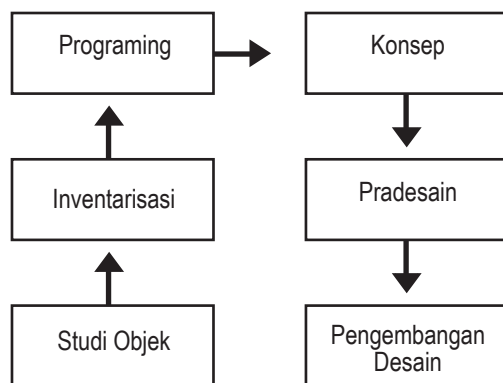 Programing
Konsep
Inventarisasi
Pradesain
Studi Objek
Pengembangan
Desain